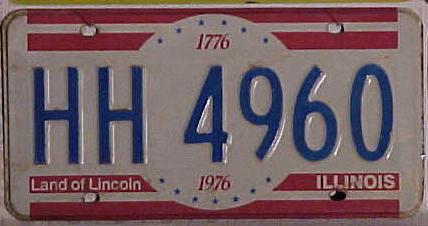 1776
HH 4960
Land of Lincoln 1976 ILLINOIS